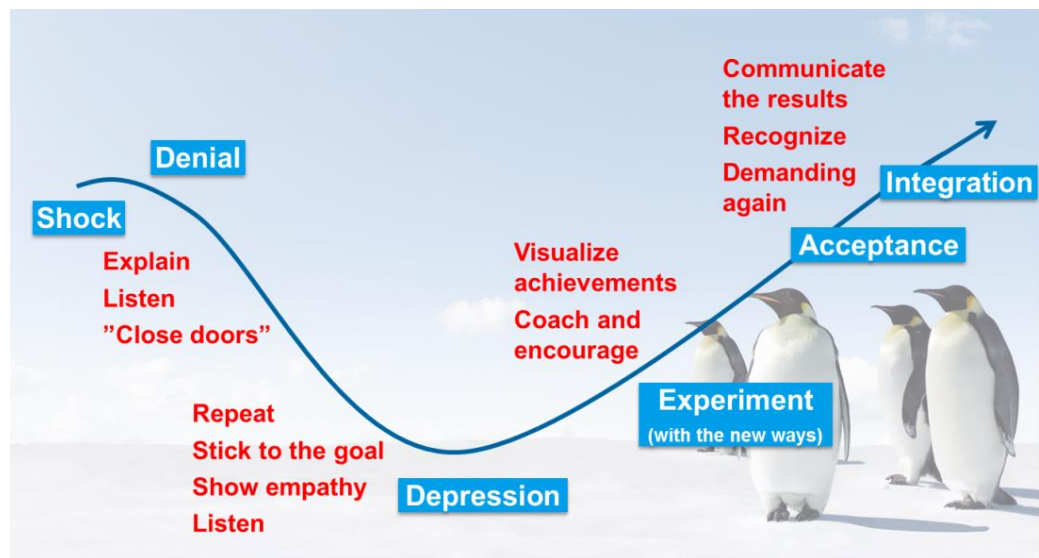 Denial
Shock
Explain
Listen
”Close doors”
Repeat
Stick to the goal
Show empathy
Listen
Depression
Visualize
achievements
Coach and
encourage
Experiment
(with the new ways)
Communicate
the results
Recognize
Demanding
again
Acceptance
Integration